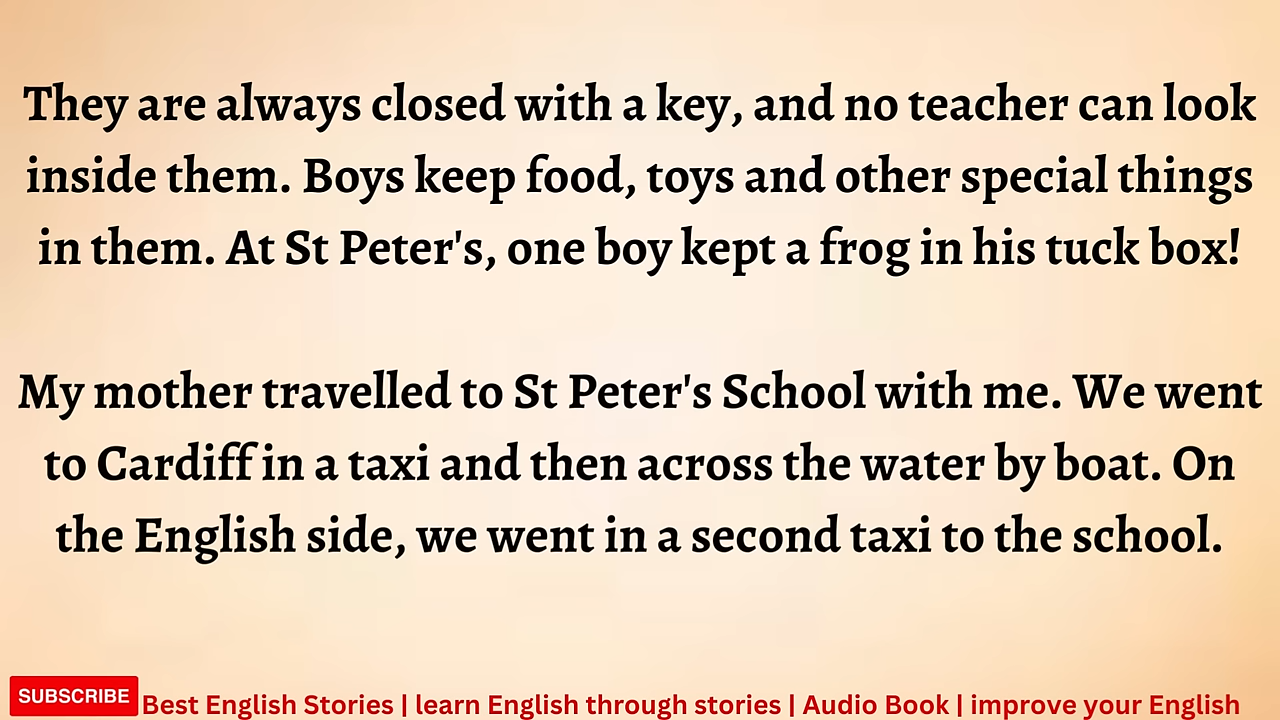 They are always closed with a key, and no teacher can look
inside them. Boys keep food, toys and other special things
in them. At St Peter's, one boy kept a frog in his tuck box!
My mother travelled to St Peter's School with me. We went
to Cardiff in a taxi and then across the water by boat. On
the English side, we went in a second taxi to the school.
SUBSCRIBE
Best English Stories | learn English through stories | Audio Book | improve your English